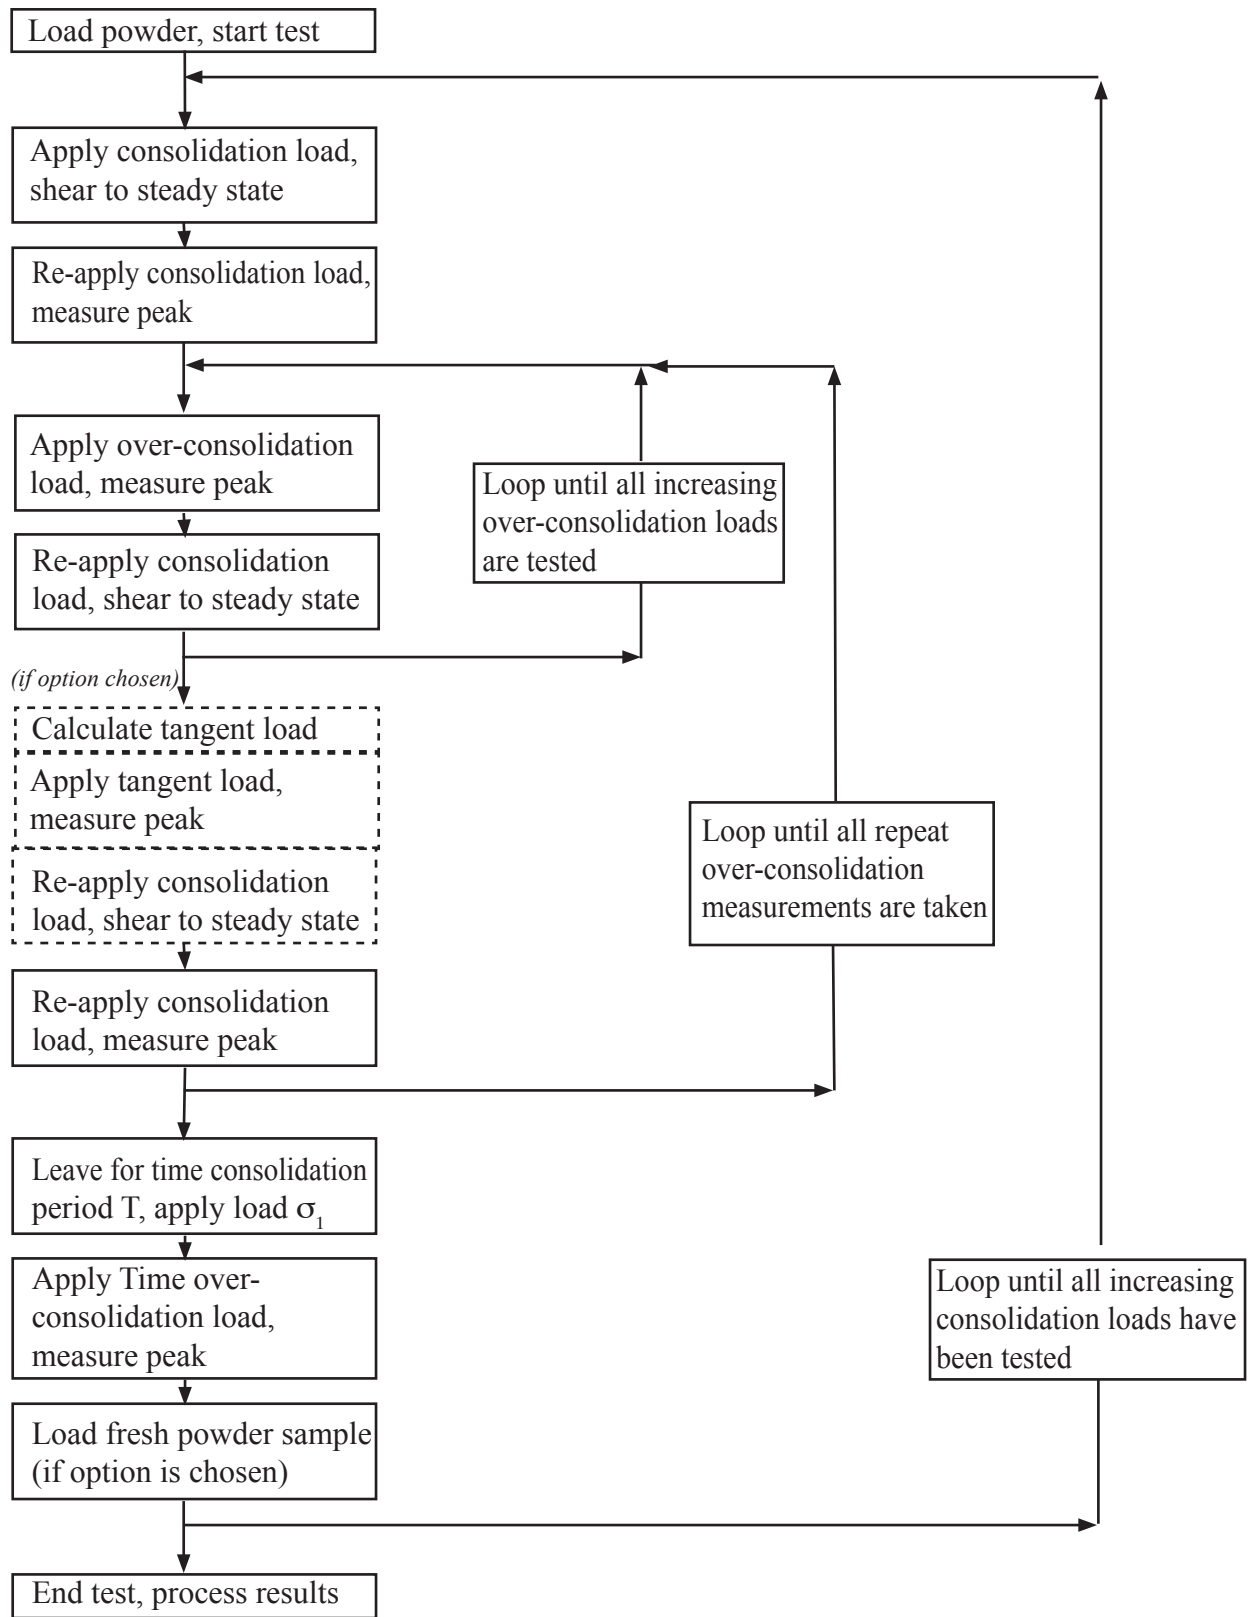 Load powder, start test
Apply consolidation load,
shear to steady state
Re-apply consolidation load,
measure peak
Apply over-consolidation
load, measure peak
Re-apply consolidation
load, shear to steady state
Loop until all increasing
over-consolidation loads
are tested
(if option chosen)
Calculate tangent load
Apply tangent load,
measure peak
Re-apply consolidation
load, shear to steady state
Loop until all repeat
over-consolidation
measurements are taken
Re-apply consolidation
load, measure peak
Leave for time consolidation
period T, apply load σ₁
Apply Time over-
consolidation load,
measure peak
Loop until all increasing
consolidation loads have
been tested
Load fresh powder sample
(if option is chosen)
End test, process results